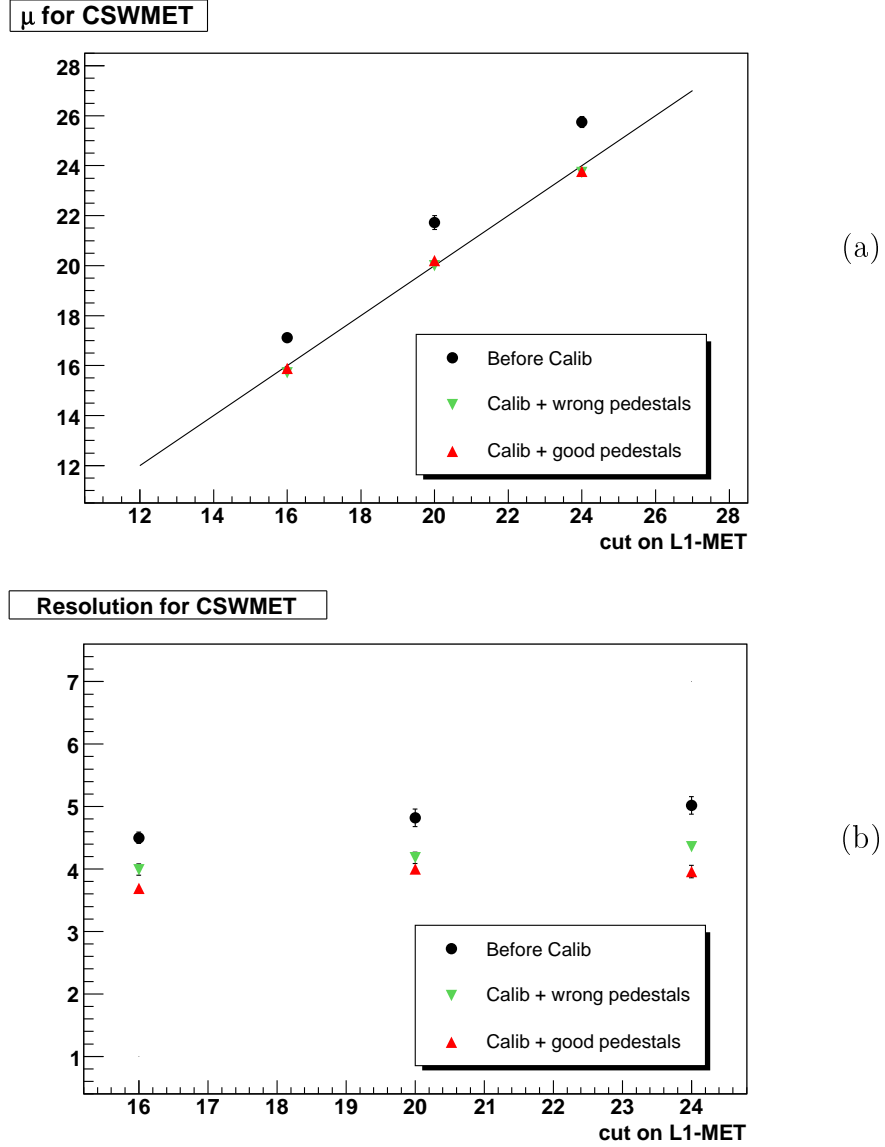 μ for CSWMET
28
26
24
22
20
18
16
14
12
Before Calib
Calib + wrong pedestals
Calib + good pedestals
12 14 16 18 20 22 24 26 28
cut on L1-MET
(a)
Resolution for CSWMET
7
6
5
4
3
2
1
Before Calib
Calib + wrong pedestals
Calib + good pedestals
16 17 18 19 20 21 22 23 24
cut on L1-MET
(b)